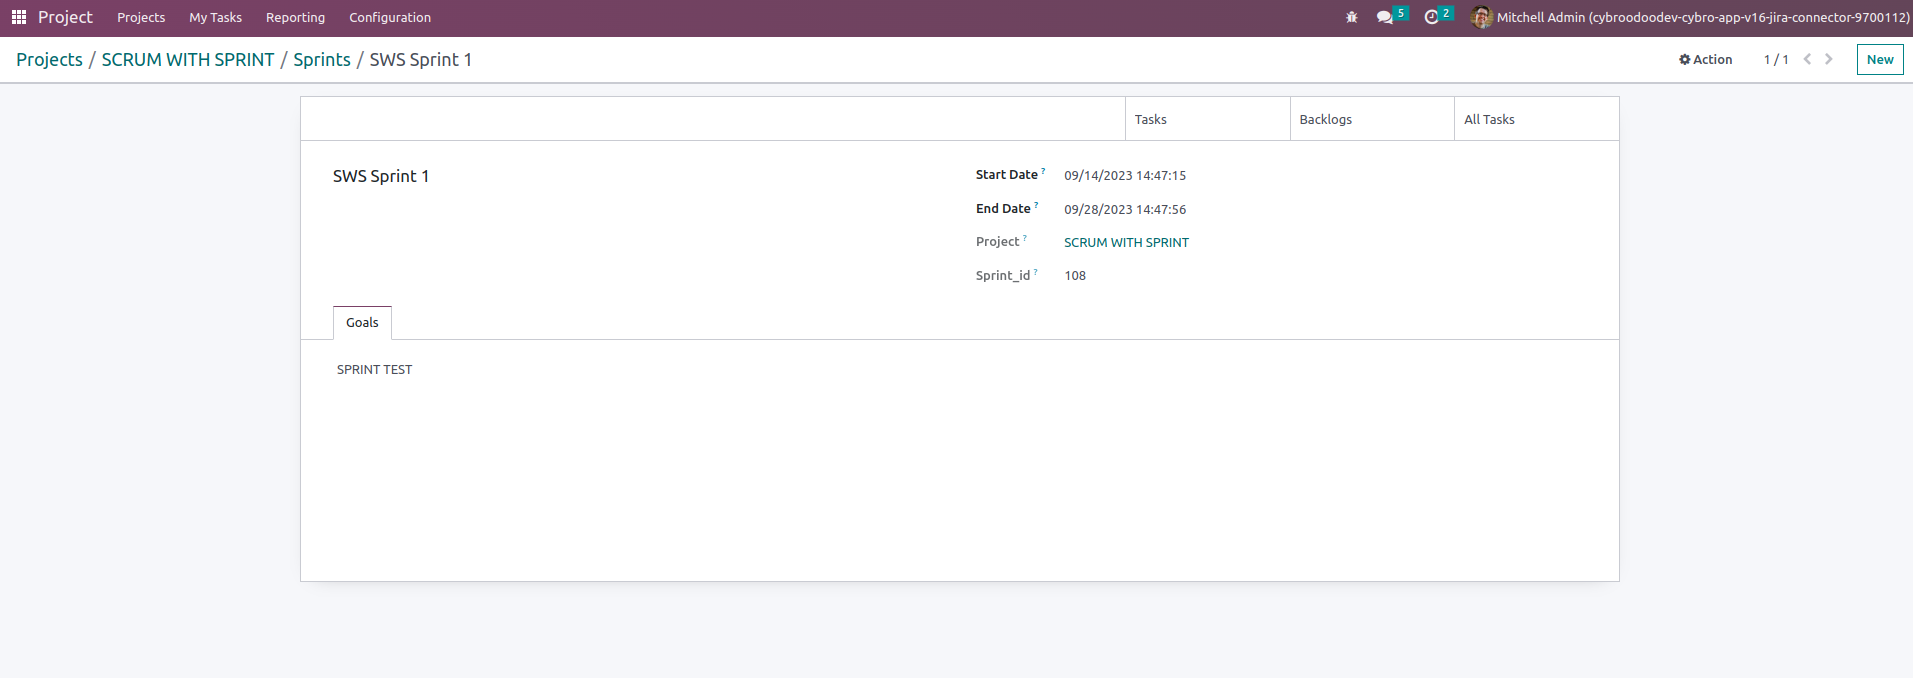 Project Projects My Tasks Reporting Configuration 5 2 Mitchell Admin (cybroodoodev-cybro-app-v16-jira-connector-9700112)
Projects / SCRUM WITH SPRINT / Sprints / SWS Sprint 1 Action 1 / 1 New
Tasks Backlogs All Tasks
SWS Sprint 1
Start Date ? 09/14/2023 14:47:15
End Date ? 09/28/2023 14:47:56
Project ? SCRUM WITH SPRINT
Sprint_id ? 108
Goals
SPRINT TEST